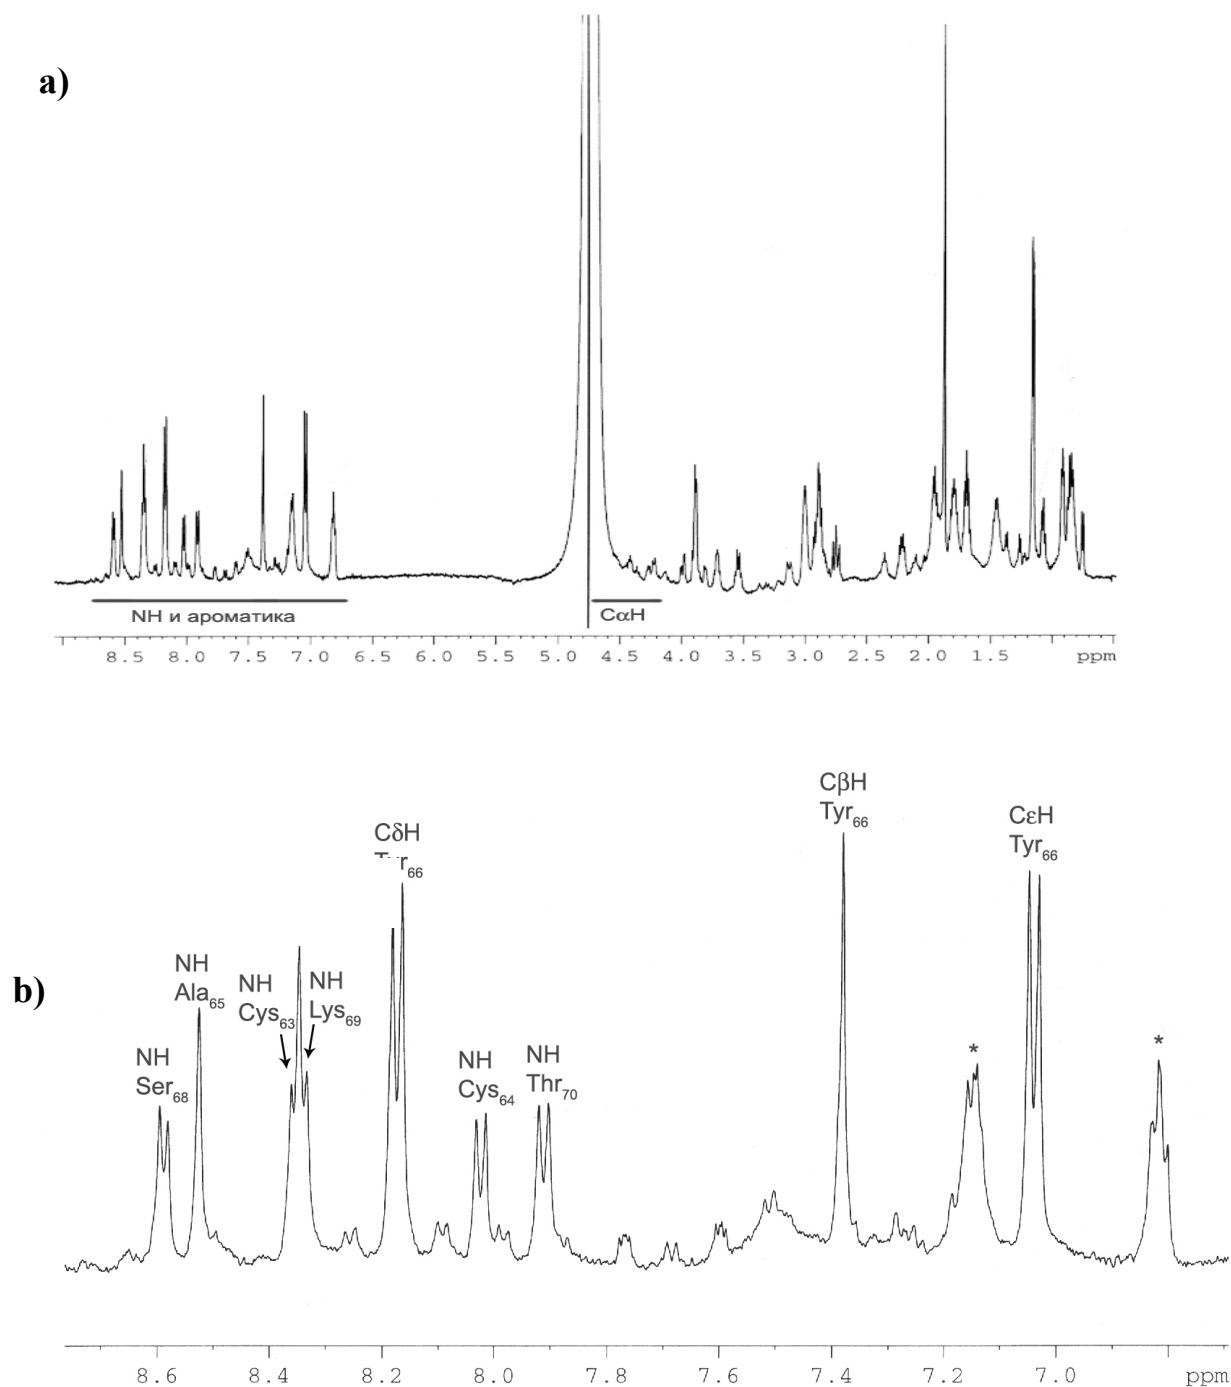 a)
NH и ароматика
CαH
8.5 8.0 7.5 7.0 6.5 6.0 5.5 5.0 4.5 4.0 3.5 3.0 2.5 2.0 1.5 ppm
b)
CβH
Tyr66
CεH
Tyr66
CδH
Tyr66
NH
Ala65
NH
Cys63
NH
Lys69
NH
Ser68
NH
Cys64
NH
Thr70
*
*
8.6 8.4 8.2 8.0 7.8 7.6 7.4 7.2 7.0 ppm